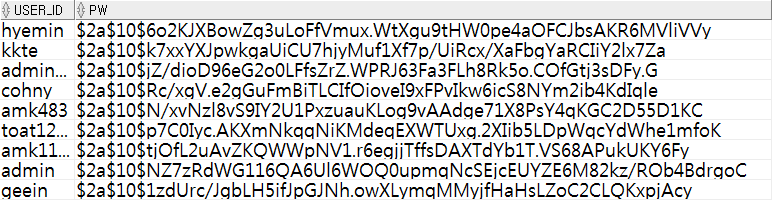 USER_ID PW
hyemin $2a$10$6o2KJXBowZg3uLoFfVmux.WtXgu9tHW0pe4aOFCJbsAKR6MVliVVy
kkte $2a$10$k7xxYXJpwkgaUiCU7hjyMuf1Xf7p/UiRcx/XaFbgYaRCIiY2lx7Za
admin... $2a$10$jZ/dioD96eG2o0LFfsZrZ.WPRJ63Fa3FLh8Rk5o.COfGtj3sDFy.G
cohny $2a$10$Rc/xgV.e2gGuFmBiTLCIfOioveI9xFPvIkw6icS8NYm2ib4KdIqle
amk483 $2a$10$N/xvNzl8vS9IY2U1PxzuauKLog9vAAdge71X8PsY4qKGC2D55D1KC
toat12... $2a$10$p7C0Iyc.AKXmNkqqNiKMdeqEXWTUxg.2XIib5LDpWqcYdWhe1mfoK
amk11... $2a$10$tjOfL2uAvZKQWWpNV1.r6egjjTffsDAXTdYb1T.VS68APukUKY6Fy
admin $2a$10$NZ7zRdWG116QA6Ul6WOQ0upmqNcSEjcEUYZE6M82kz/ROb4BdrgoC
geein $2a$10$1zdUrc/JgbLH5ifJpGJNh.owXLymqMMyjfHaHsLZoC2CLQKxpjAcy